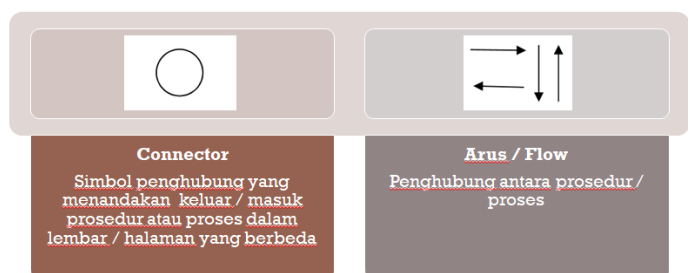 Connector
Simbol penghubung yang
menandakan keluar / masuk
prosedur atau proses dalam
lembar / halaman yang berbeda
Arus / Flow
Penghubung antara prosedur /
proses